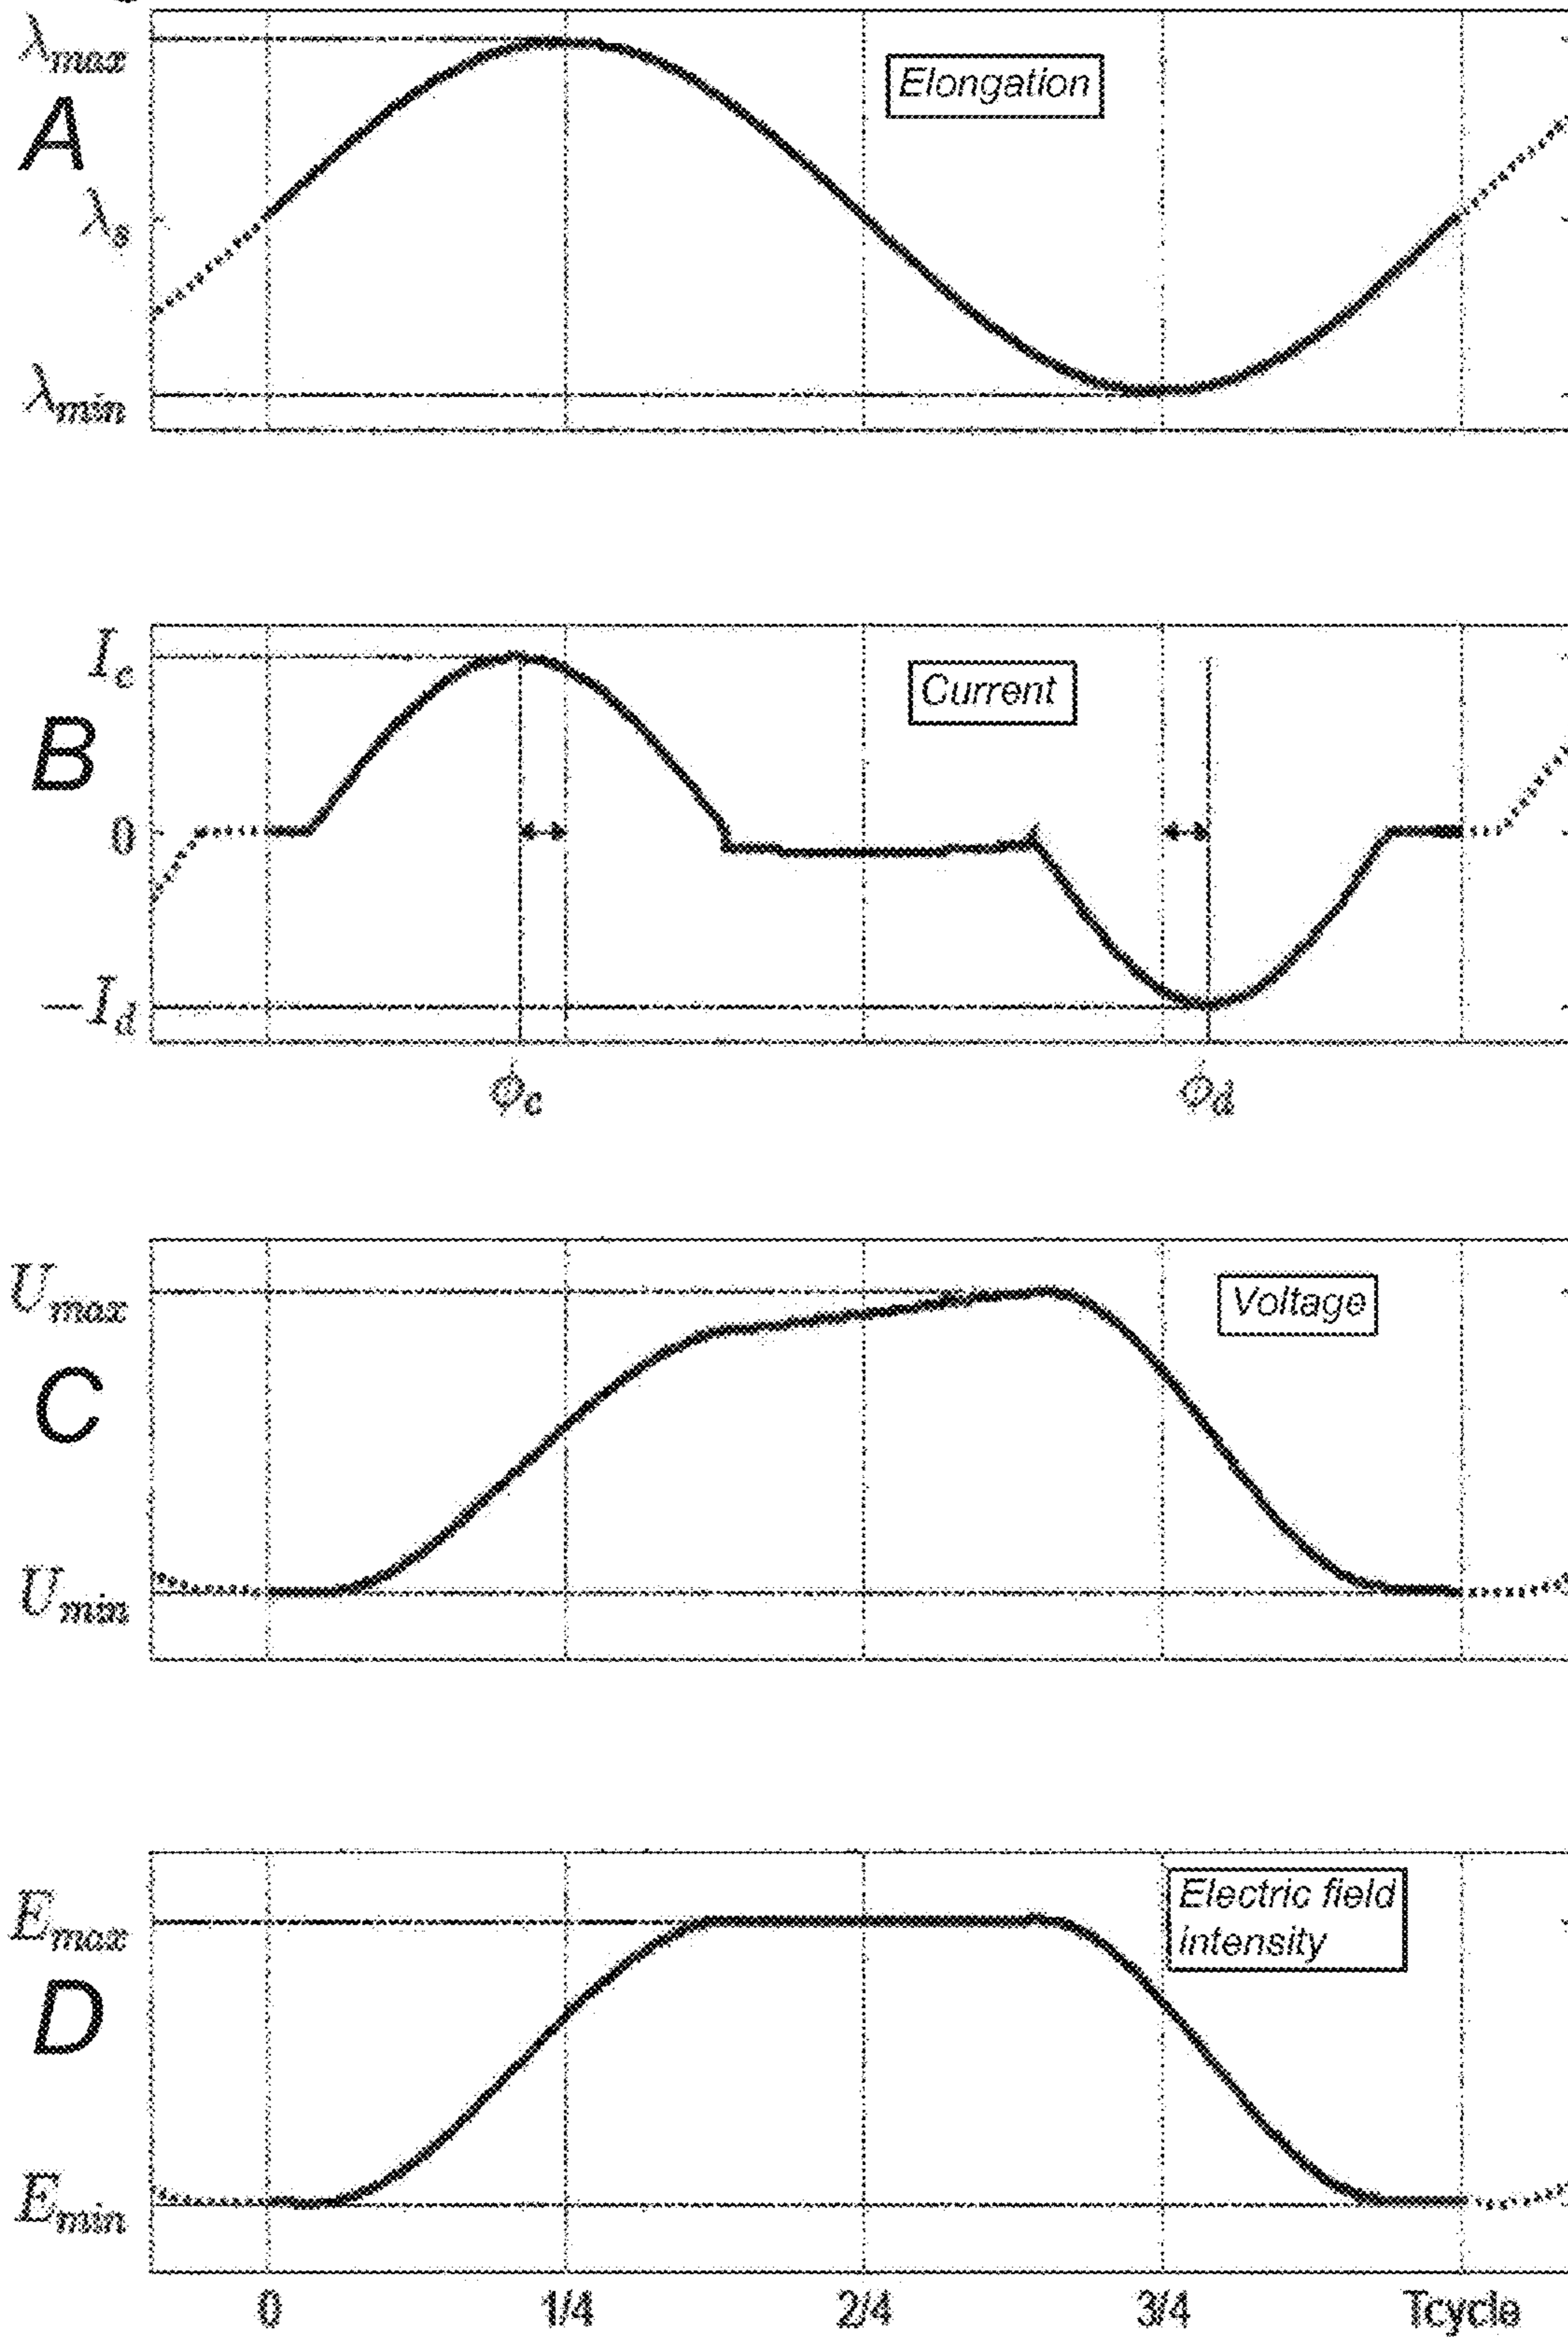 λmax
Elongation
A
λs
λmin
Ic
Current
B
0
—Id
ϕc ϕd
Umax
Voltage
C
Umin
Emax
Electric field
intensity
D
Emin
0 1/4 2/4 3/4 Tcycle